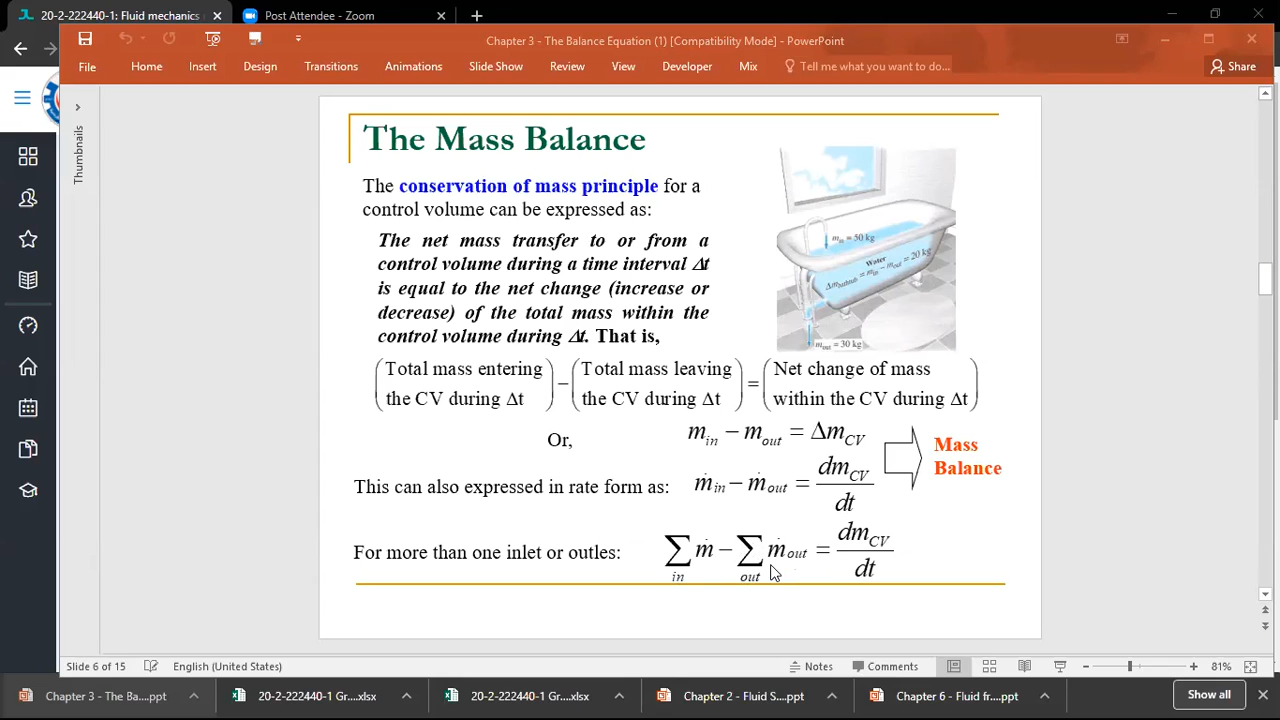 20-2-222440-1: Fluid mechanics
Post Attendee - Zoom
Chapter 3 - The Balance Equation (1) [Compatibility Mode] - PowerPoint
File Home Insert Design Transitions Animations Slide Show Review View Developer Mix Tell me what you want to do... Share
Thumbnails
The Mass Balance
The conservation of mass principle for a
control volume can be expressed as:
The net mass transfer to or from a
control volume during a time interval Δt
is equal to the net change (increase or
decrease) of the total mass within the
control volume during Δt. That is,
m_in = 50 kg
Water
Δm_bathtub = m_in − m_out = 20 kg
m_out = 30 kg
(Total mass entering the CV during Δt) − (Total mass leaving the CV during Δt) = (Net change of mass within the CV during Δt)
Or, m_in − m_out = Δm_CV
Mass
Balance
This can also expressed in rate form as: ṁ_in − ṁ_out = dm_CV/dt
For more than one inlet or outles: ∑_in ṁ − ∑_out ṁ_out = dm_CV/dt
Slide 6 of 15 English (United States) Notes Comments 81%
Chapter 3 - The Ba....ppt 20-2-222440-1 Gr....xlsx 20-2-222440-1 Gr....xlsx Chapter 2 - Fluid S....ppt Chapter 6 - Fluid fr....ppt Show all